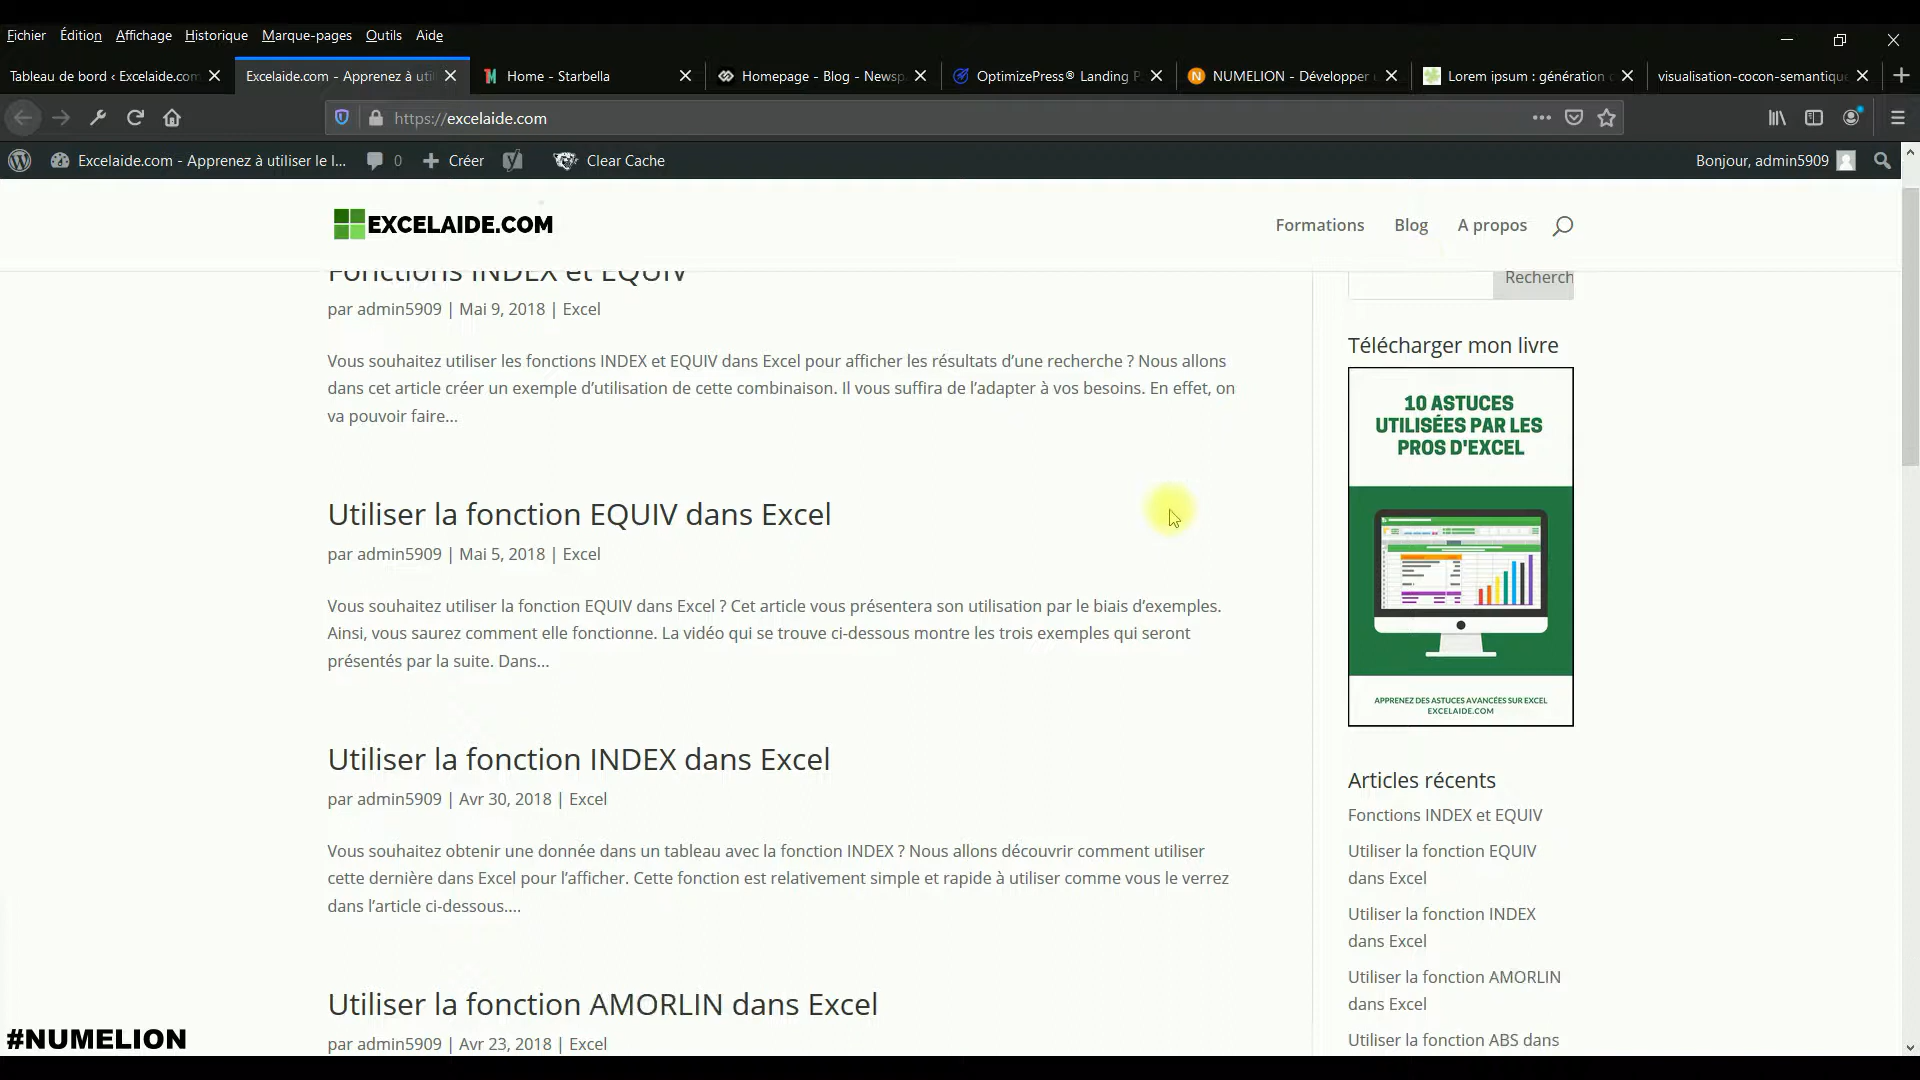 Fichier Édition Affichage Historique Marque-pages Outils Aide
Tableau de bord ‹ Excelaide.com
Excelaide.com - Apprenez à uti
Home - Starbella
Homepage - Blog - Newsp
OptimizePress® Landing P
NUMELION - Développer
Lorem ipsum : génération
visualisation-cocon-semantique
https://excelaide.com
Excelaide.com - Apprenez à utiliser le l... 0 Créer Clear Cache
Bonjour, admin5909
EXCELAIDE.COM
Formations Blog A propos
Fonctions INDEX et EQUIV
par admin5909 | Mai 9, 2018 | Excel
Vous souhaitez utiliser les fonctions INDEX et EQUIV dans Excel pour afficher les résultats d’une recherche ? Nous allons
dans cet article créer un exemple d’utilisation de cette combinaison. Il vous suffira de l’adapter à vos besoins. En effet, on
va pouvoir faire...
Utiliser la fonction EQUIV dans Excel
par admin5909 | Mai 5, 2018 | Excel
Vous souhaitez utiliser la fonction EQUIV dans Excel ? Cet article vous présentera son utilisation par le biais d’exemples.
Ainsi, vous saurez comment elle fonctionne. La vidéo qui se trouve ci-dessous montre les trois exemples qui seront
présentés par la suite. Dans...
Utiliser la fonction INDEX dans Excel
par admin5909 | Avr 30, 2018 | Excel
Vous souhaitez obtenir une donnée dans un tableau avec la fonction INDEX ? Nous allons découvrir comment utiliser
cette dernière dans Excel pour l’afficher. Cette fonction est relativement simple et rapide à utiliser comme vous le verrez
dans l’article ci-dessous....
Utiliser la fonction AMORLIN dans Excel
par admin5909 | Avr 23, 2018 | Excel
Recherch
Télécharger mon livre
10 ASTUCES
UTILISÉES PAR LES
PROS D'EXCEL
APPRENEZ DES ASTUCES AVANCÉES SUR EXCEL
EXCELAIDE.COM
Articles récents
Fonctions INDEX et EQUIV
Utiliser la fonction EQUIV
dans Excel
Utiliser la fonction INDEX
dans Excel
Utiliser la fonction AMORLIN
dans Excel
Utiliser la fonction ABS dans
#NUMELION